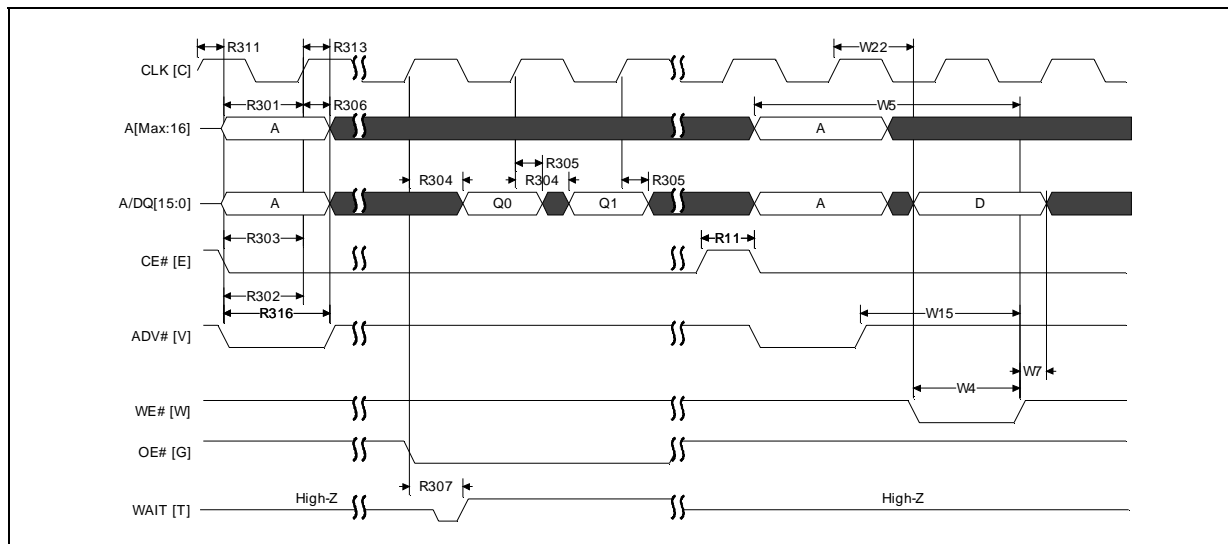 R311 R313 W22
CLK [C]
R301 R306 W5
A[Max:16] A A
R305
R304 R304 R305
A/DQ[15:0] A Q0 Q1 A D
R303 R11
CE# [E]
R302
R316 W15
ADV# [V]
W7
W4
WE# [W]
OE# [G]
R307
High-Z High-Z
WAIT [T]